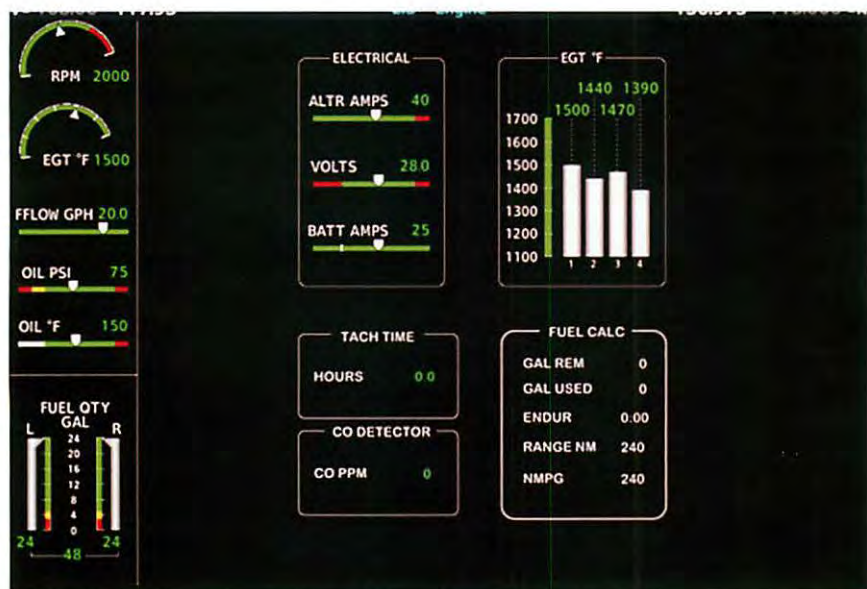 RPM 2000
EGT °F 1500
FFLOW GPH 20.0
OIL PSI 75
OIL °F 150
FUEL QTY
GAL
L R
24
20
16
12
8
4
0
24 24
48
ELECTRICAL
ALTR AMPS 40
VOLTS 28.0
BATT AMPS 25
EGT °F
1440 1390
1500 1470
1700
1600
1500
1400
1300
1200
1100
1 2 3 4
TACH TIME
HOURS 0.0
CO DETECTOR
CO PPM 0
FUEL CALC
GAL REM 0
GAL USED 0
ENDUR 0:00
RANGE NM 240
NMPG 240